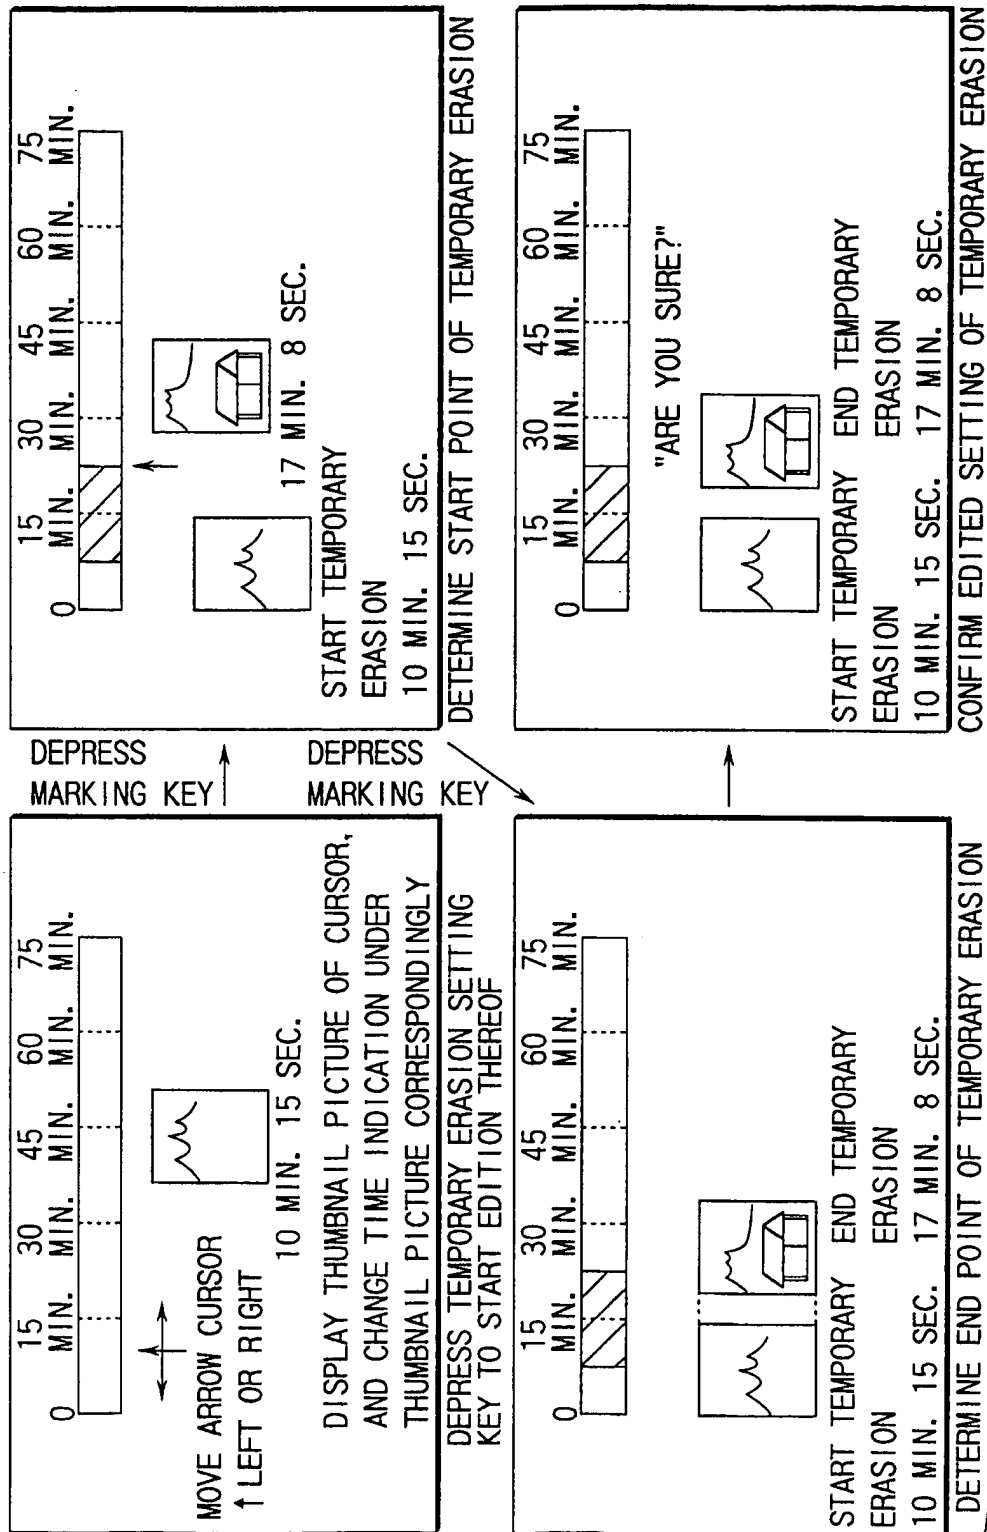 0 15 30 45 60 75
MIN. MIN. MIN. MIN. MIN.
MOVE ARROW CURSOR
↑ LEFT OR RIGHT
10 MIN. 15 SEC.
DISPLAY THUMBNAIL PICTURE OF CURSOR,
AND CHANGE TIME INDICATION UNDER
THUMBNAIL PICTURE CORRESPONDINGLY
DEPRESS TEMPORARY ERASION SETTING
KEY TO START EDITION THEREOF
DEPRESS
MARKING KEY
0 15 30 45 60 75
MIN. MIN. MIN. MIN. MIN.
17 MIN. 8 SEC.
START TEMPORARY
ERASION
10 MIN. 15 SEC.
DETERMINE START POINT OF TEMPORARY ERASION
DEPRESS
MARKING KEY
0 15 30 45 60 75
MIN. MIN. MIN. MIN. MIN.
START TEMPORARY END TEMPORARY
ERASION ERASION
10 MIN. 15 SEC. 17 MIN. 8 SEC.
DETERMINE END POINT OF TEMPORARY ERASION
0 15 30 45 60 75
MIN. MIN. MIN. MIN. MIN.
"ARE YOU SURE?"
START TEMPORARY END TEMPORARY
ERASION ERASION
10 MIN. 15 SEC. 17 MIN. 8 SEC.
CONFIRM EDITED SETTING OF TEMPORARY ERASION